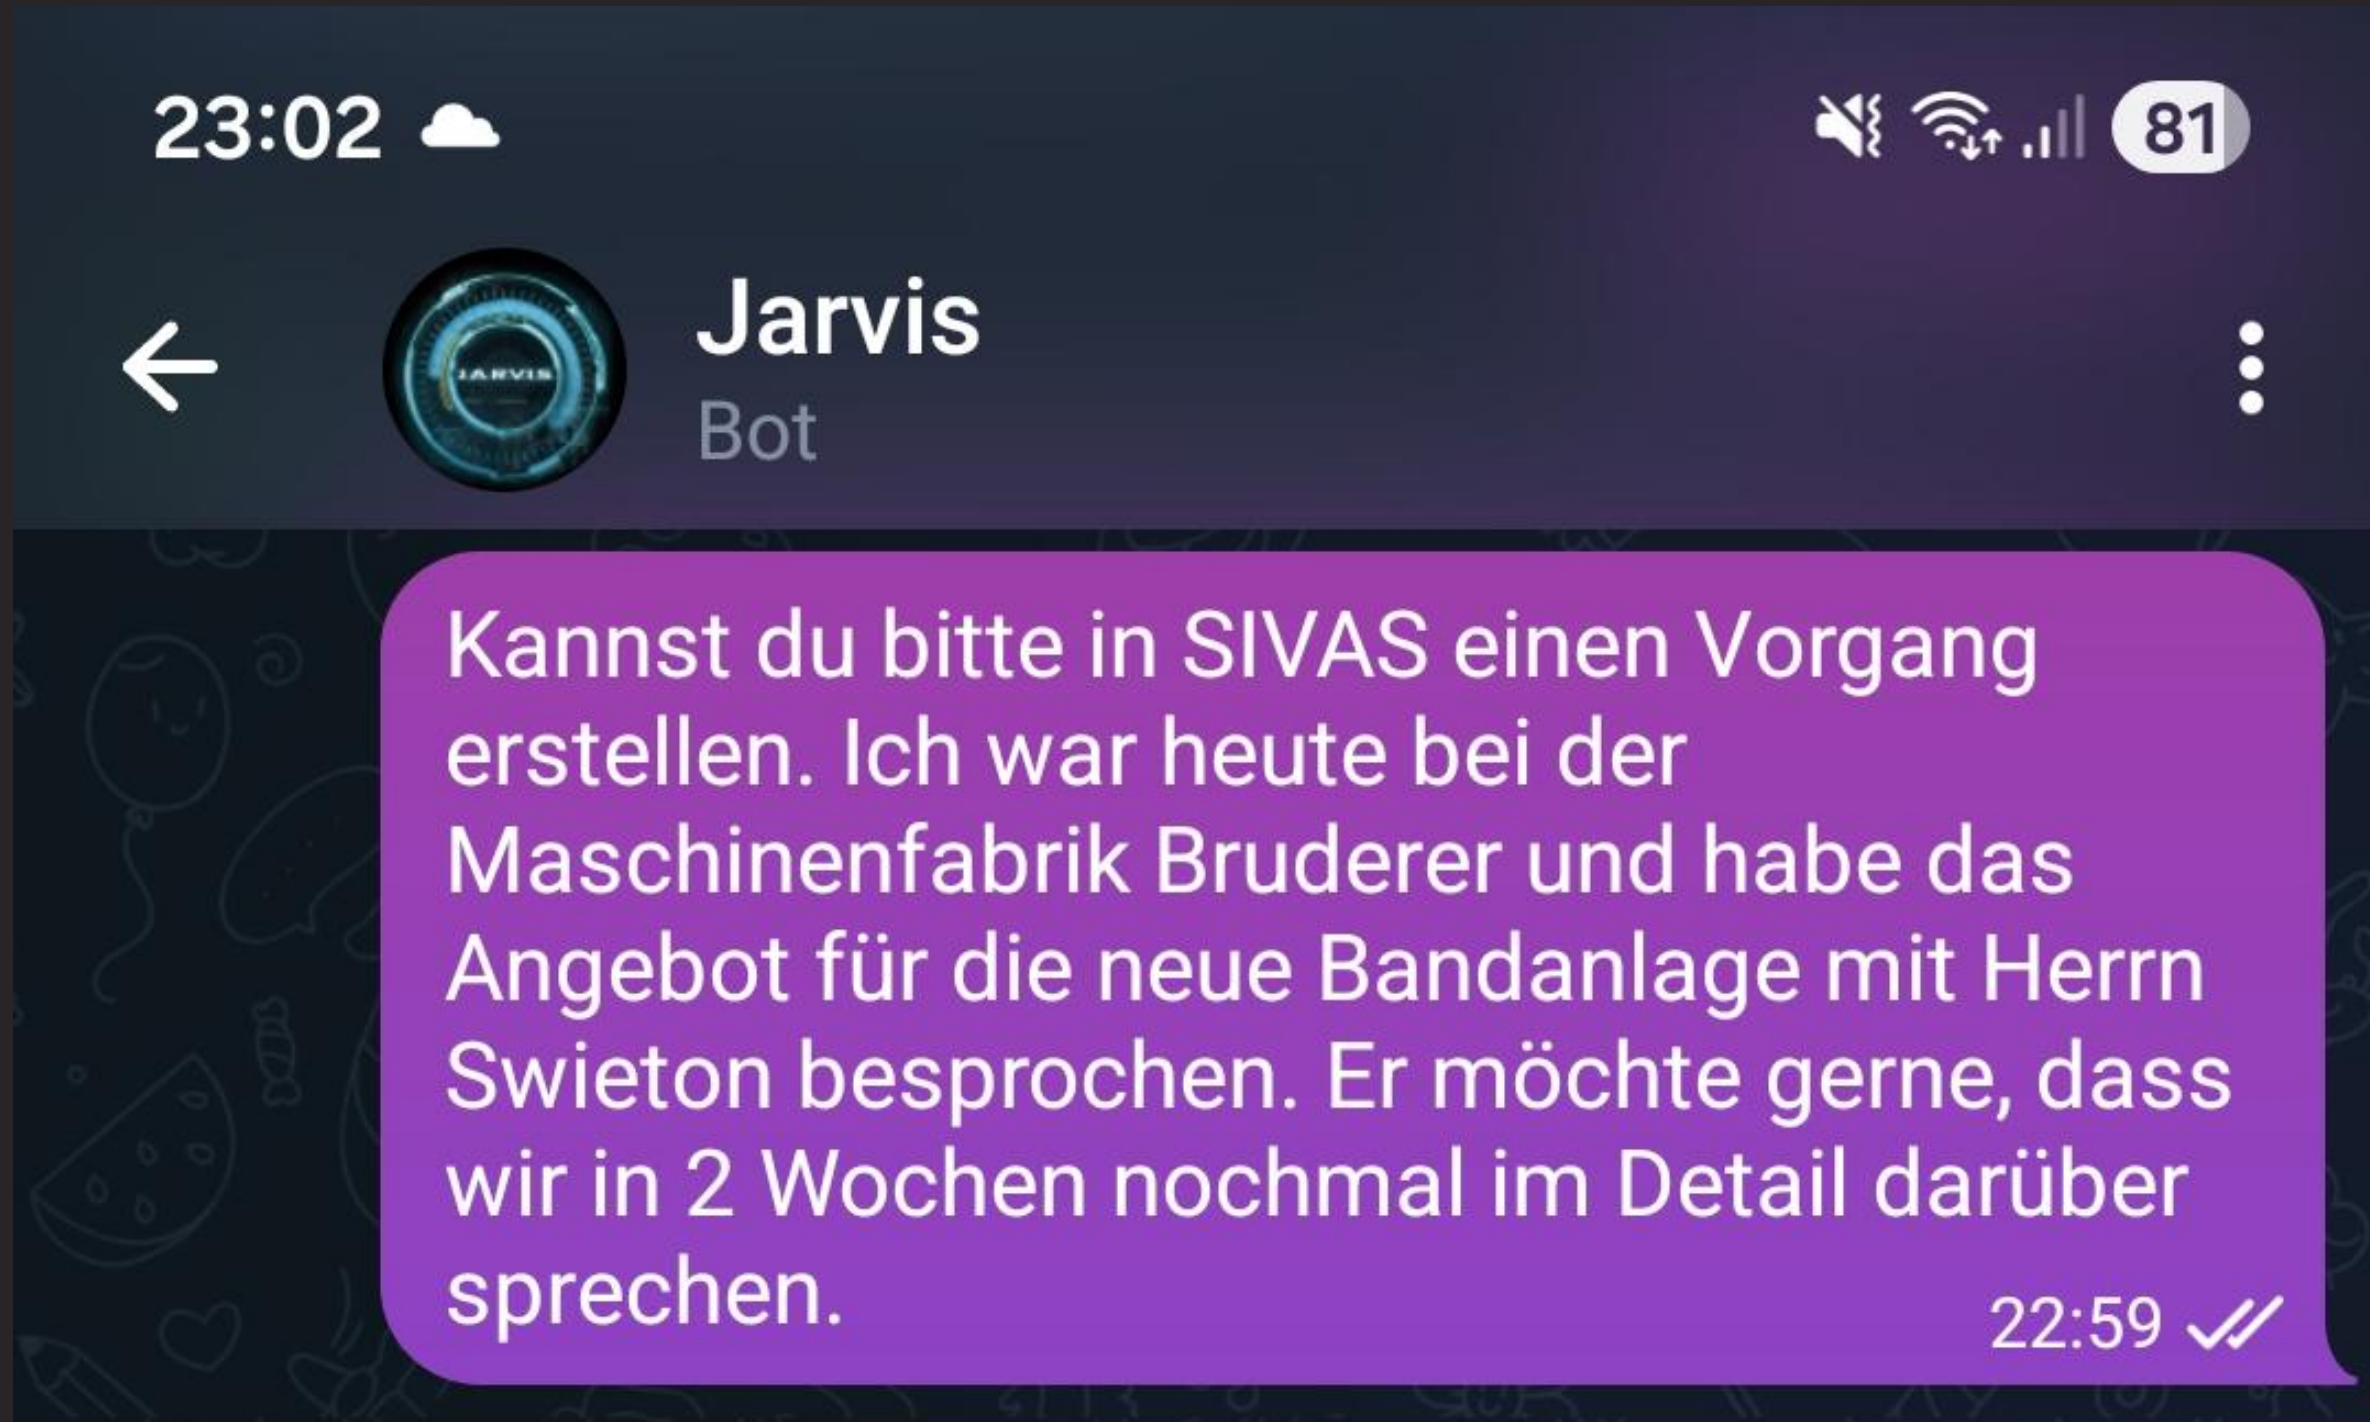 23:02
81
JARVIS
Jarvis
Bot
Kannst du bitte in SIVAS einen Vorgang
erstellen. Ich war heute bei der
Maschinenfabrik Bruderer und habe das
Angebot für die neue Bandanlage mit Herrn
Swieton besprochen. Er möchte gerne, dass
wir in 2 Wochen nochmal im Detail darüber
sprechen.
22:59